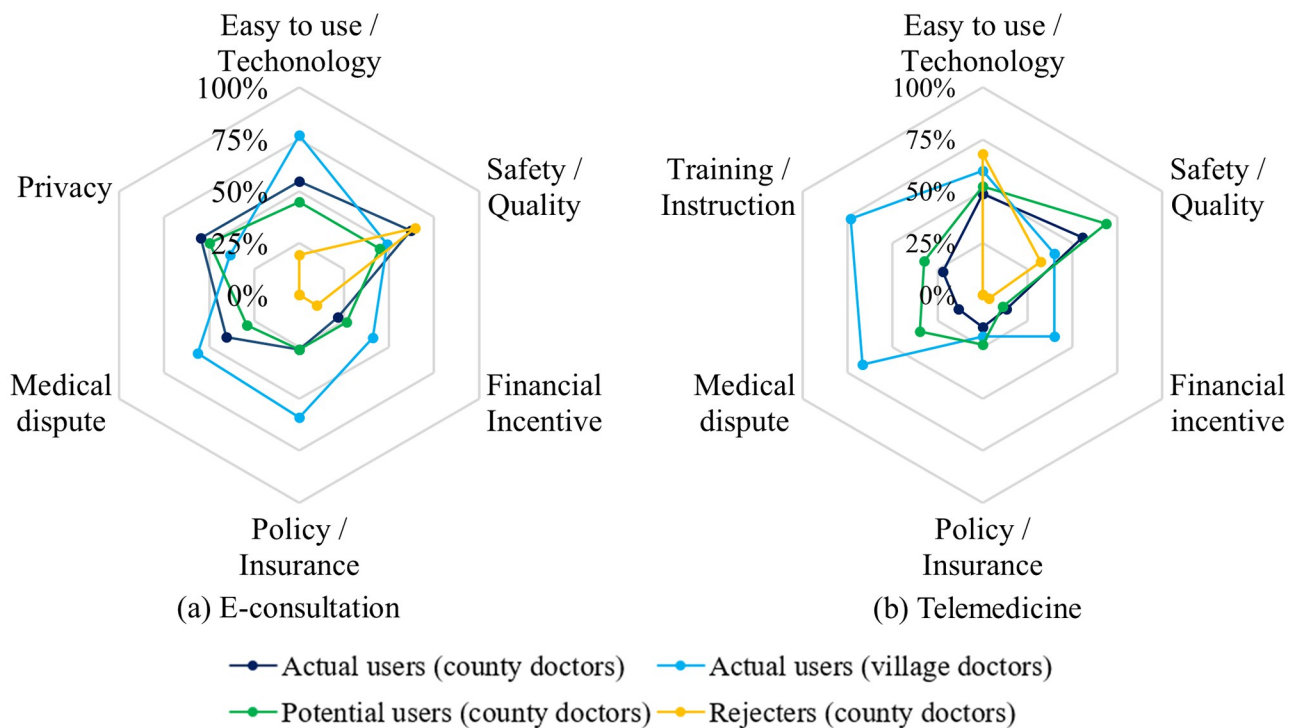 Easy to use /
Techonology
100%
75%
50%
25%
0%
Safety /
Quality
Financial
Incentive
Policy /
Insurance
Medical
dispute
Privacy
(a) E-consultation
Easy to use /
Techonology
100%
75%
50%
25%
0%
Safety /
Quality
Financial
incentive
Policy /
Insurance
Medical
dispute
Training /
Instruction
(b) Telemedicine
Actual users (county doctors)
Actual users (village doctors)
Potential users (county doctors)
Rejecters (county doctors)